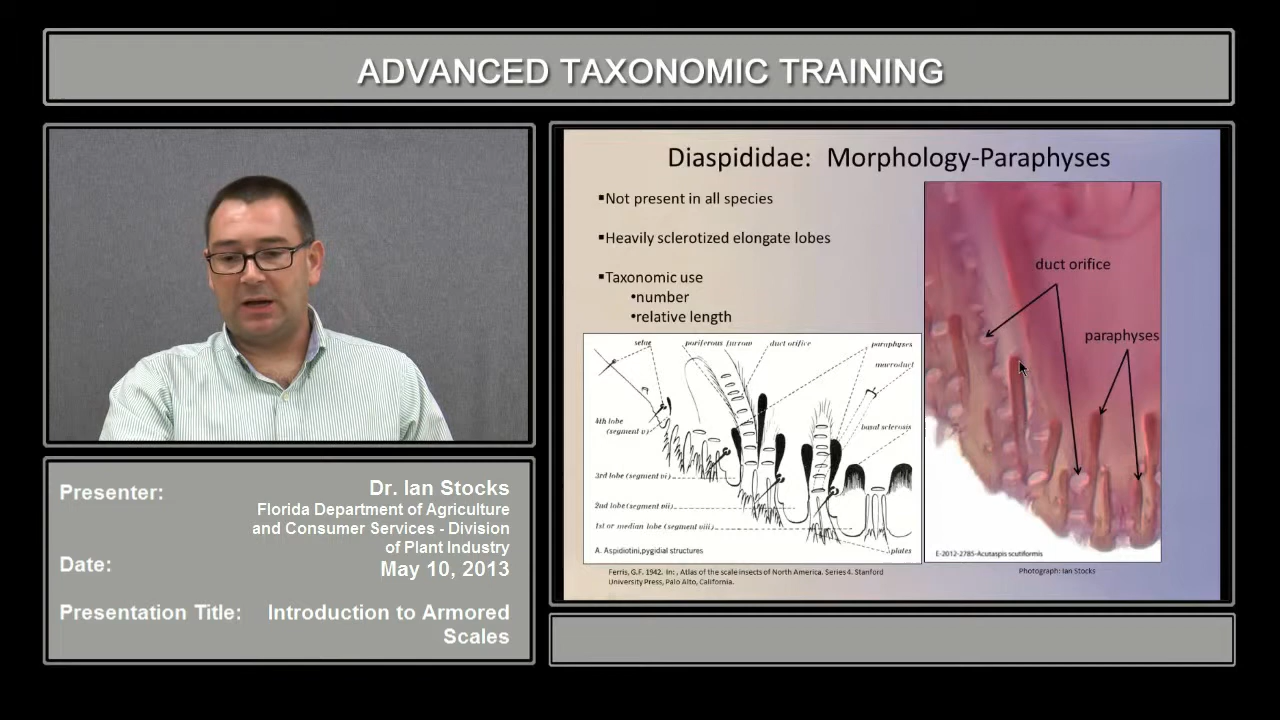 ADVANCED TAXONOMIC TRAINING
Presenter:
Dr. Ian Stocks
Florida Department of Agriculture
and Consumer Services - Division
of Plant Industry
Date:
May 10, 2013
Presentation Title:
Introduction to Armored
Scales
Diaspididae: Morphology-Paraphyses
▪Not present in all species
▪Heavily sclerotized elongate lobes
▪Taxonomic use
•number
•relative length
setae
poriferous furrow
duct orifice
paraphyses
macroduct
4th lobe
(segment v)
basal sclerosis
3rd lobe (segment vi)
2nd lobe (segment vii)
1st or median lobe (segment viii)
A. Aspidiotini, pygidial structures
plates
Ferris, G.F. 1942. In: , Atlas of the scale insects of North America. Series 4. Stanford
University Press, Palo Alto, California.
duct orifice
paraphyses
E-2012-2785-Acutaspis scutiformis
Photograph: Ian Stocks